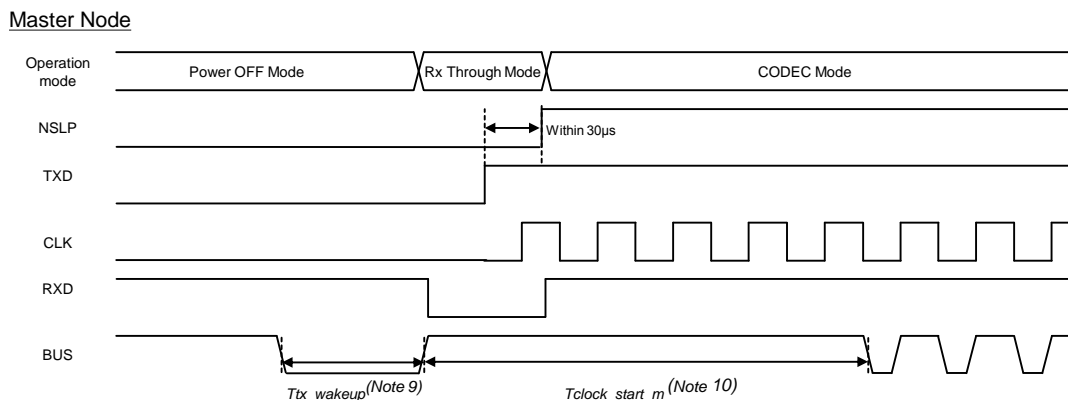 Master Node
Operation
mode
Power OFF Mode
Rx Through Mode
CODEC Mode
NSLP
Within 30µs
TXD
CLK
RXD
BUS
Ttx_wakeup(Note 9)
Tclock_start_m(Note 10)